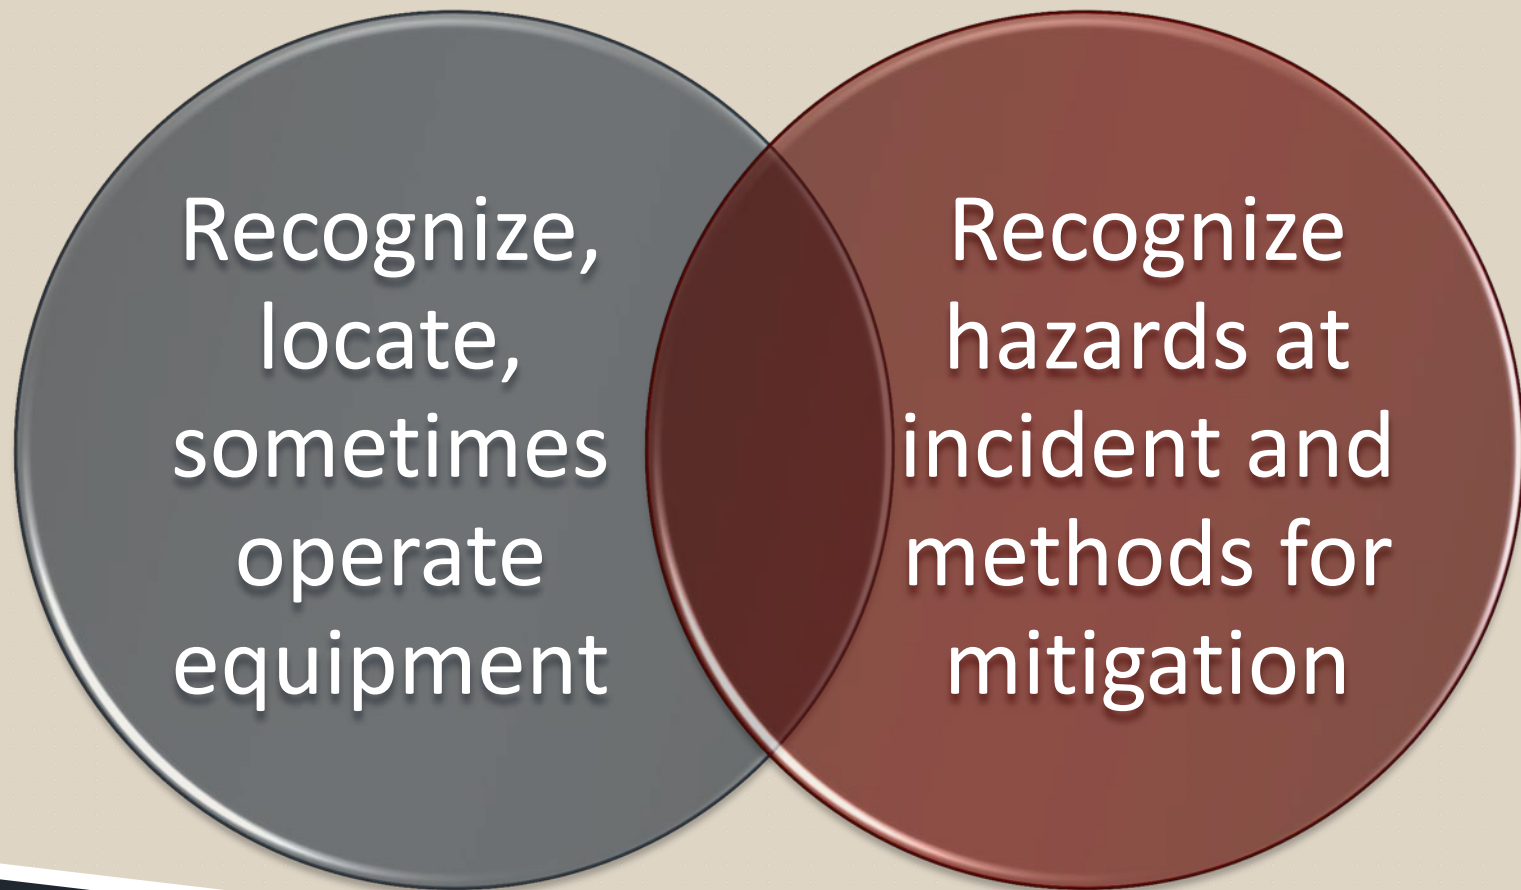 Recognize,
locate,
sometimes
operate
equipment
Recognize
hazards at
incident and
methods for
mitigation